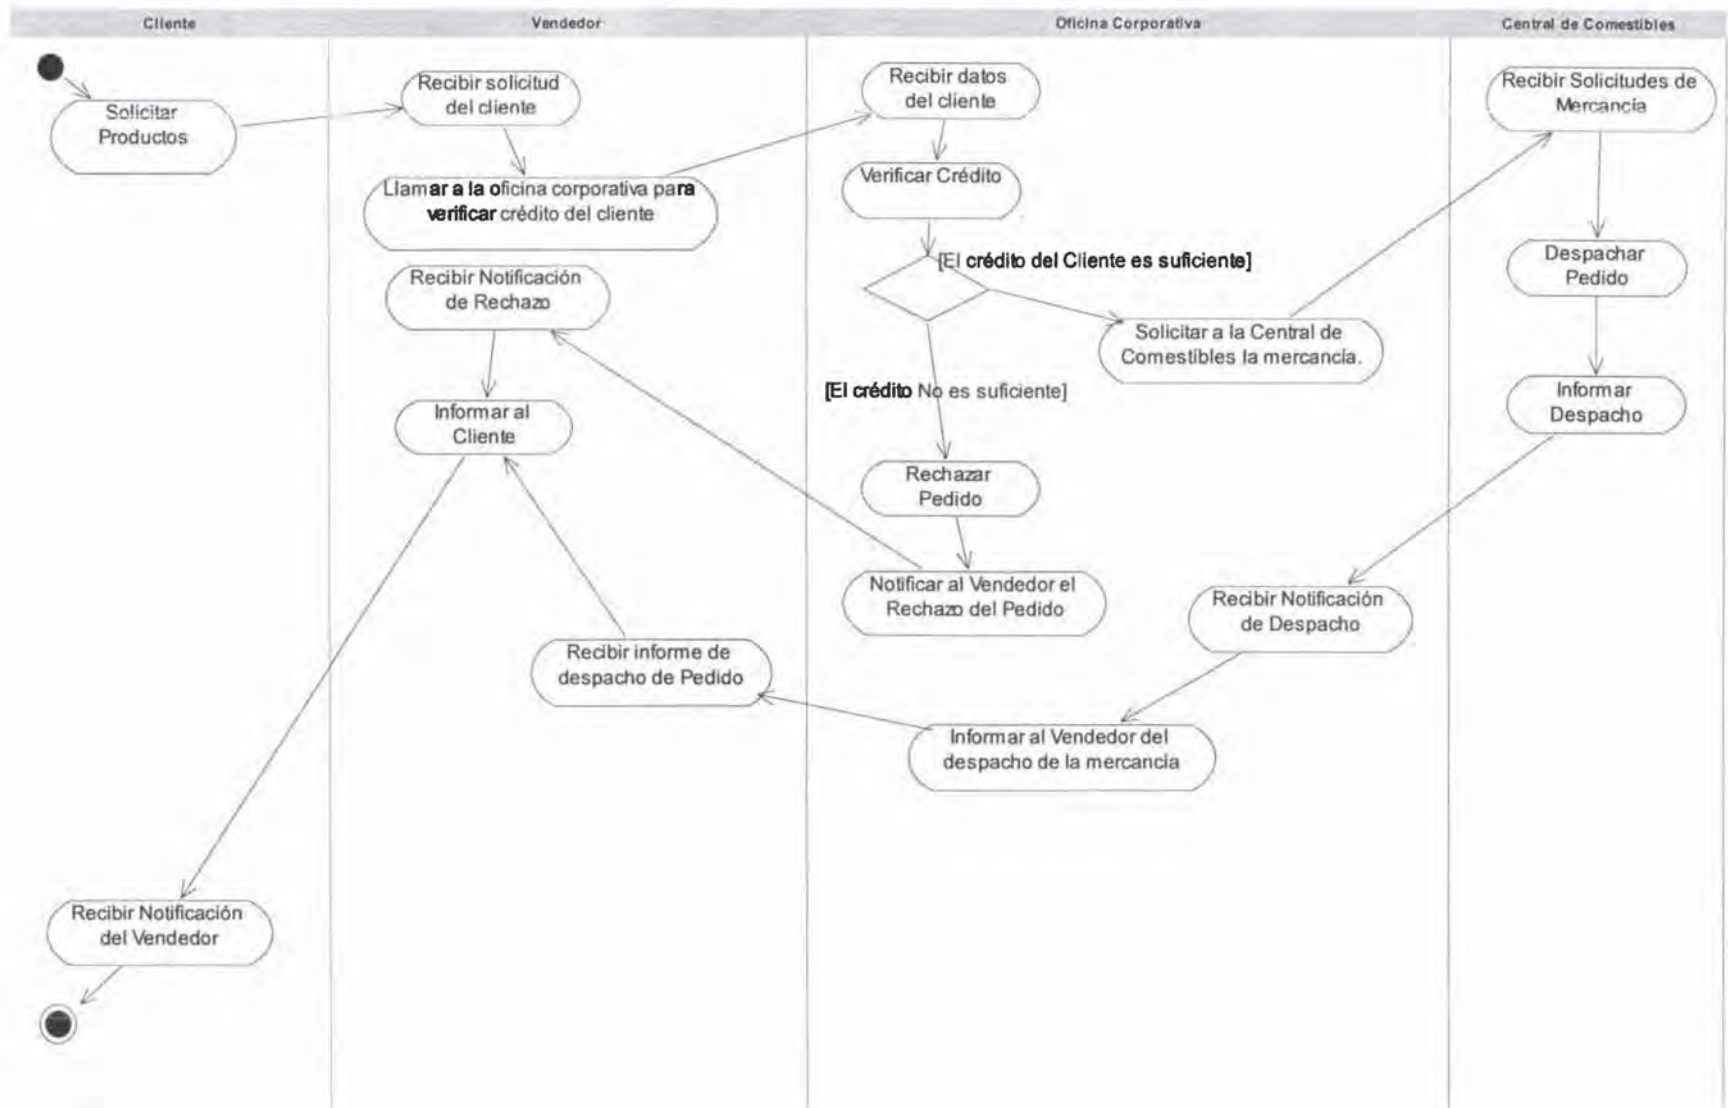 Cliente
Vendedor
Oficina Corporativa
Central de Comestibles
Solicitar
Productos
Recibir solicitud
del cliente
Llamar a la oficina corporativa para
verificar crédito del cliente
Recibir datos
del cliente
Verificar Crédito
[El crédito del Cliente es suficiente]
Solicitar a la Central de
Comestibles la mercancía.
Recibir Solicitudes de
Mercancía
Despachar
Pedido
Informar
Despacho
[El crédito No es suficiente]
Rechazar
Pedido
Notificar al Vendedor el
Rechazo del Pedido
Recibir Notificación
de Rechazo
Informar al
Cliente
Recibir Notificación
de Despacho
Informar al Vendedor del
despacho de la mercancía
Recibir informe de
despacho de Pedido
Recibir Notificación
del Vendedor